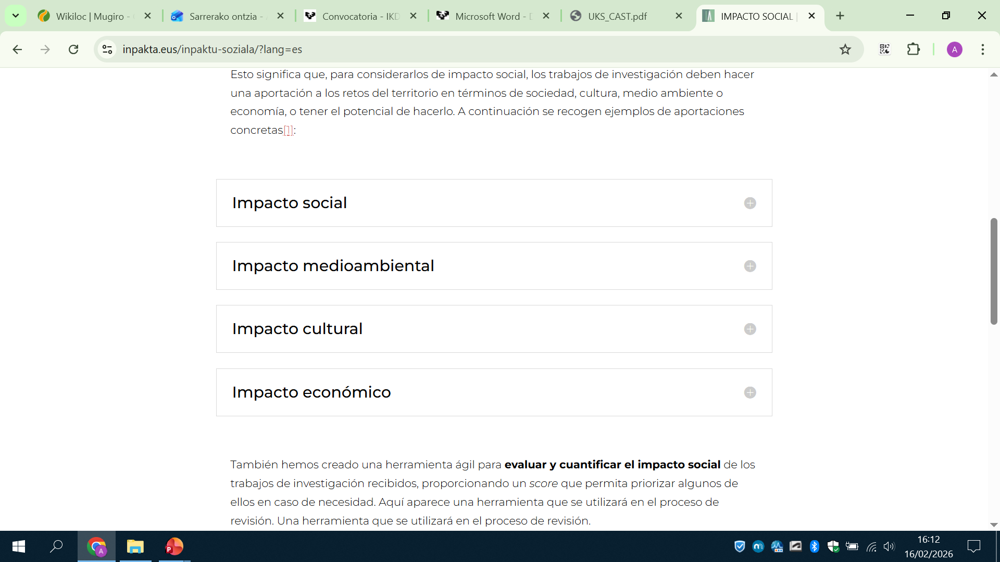 Wikiloc | Mugiro -
Sarrerako ontzia -
Convocatoria - IKD
Microsoft Word -
UKS_CAST.pdf
IMPACTO SOCIAL |
inpakta.eus/inpaktu-soziala/?lang=es
A
Esto significa que, para considerarlos de impacto social, los trabajos de investigación deben hacer
una aportación a los retos del territorio en términos de sociedad, cultura, medio ambiente o
economía, o tener el potencial de hacerlo. A continuación se recogen ejemplos de aportaciones
concretas[1]:
Impacto social
Impacto medioambiental
Impacto cultural
Impacto económico
También hemos creado una herramienta ágil para evaluar y cuantificar el impacto social de los
trabajos de investigación recibidos, proporcionando un score que permita priorizar algunos de
ellos en caso de necesidad. Aquí aparece una herramienta que se utilizará en el proceso de
revisión. Una herramienta que se utilizará en el proceso de revisión.
A
P
m
16:12
16/02/2026